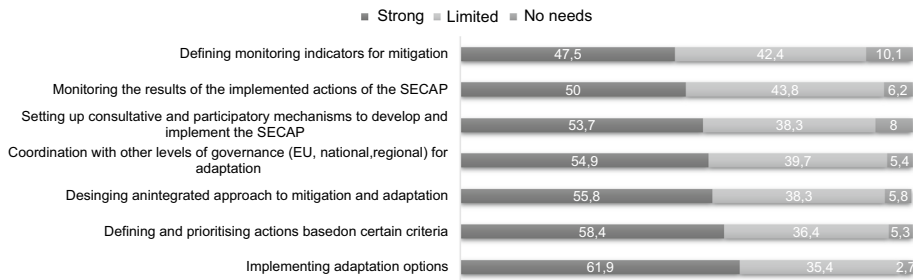 Strong Limited No needs
Defining monitoring indicators for mitigation 47,5 42,4 10,1
Monitoring the results of the implemented actions of the SECAP 50 43,8 6,2
Setting up consultative and participatory mechanisms to develop and
implement the SECAP 53,7 38,3 8
Coordination with other levels of governance (EU, national,regional) for
adaptation 54,9 39,7 5,4
Desinging anintegrated approach to mitigation and adaptation 55,8 38,3 5,8
Defining and prioritising actions basedon certain criteria 58,4 36,4 5,3
Implementing adaptation options 61,9 35,4 2,7